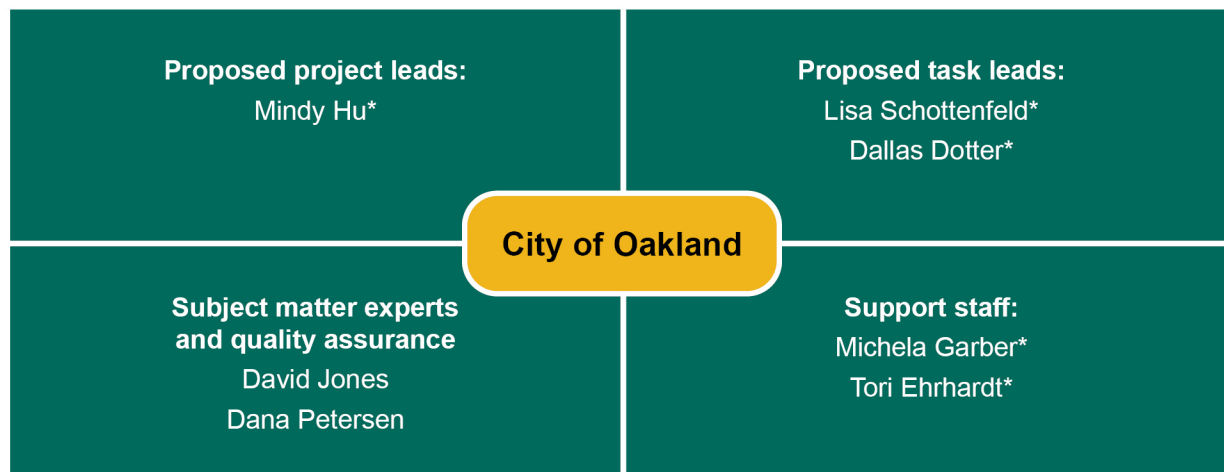 Proposed project leads:
Mindy Hu*
Proposed task leads:
Lisa Schottenfeld*
Dallas Dotter*
City of Oakland
Subject matter experts
and quality assurance
David Jones
Dana Petersen
Support staff:
Michela Garber*
Tori Ehrhardt*